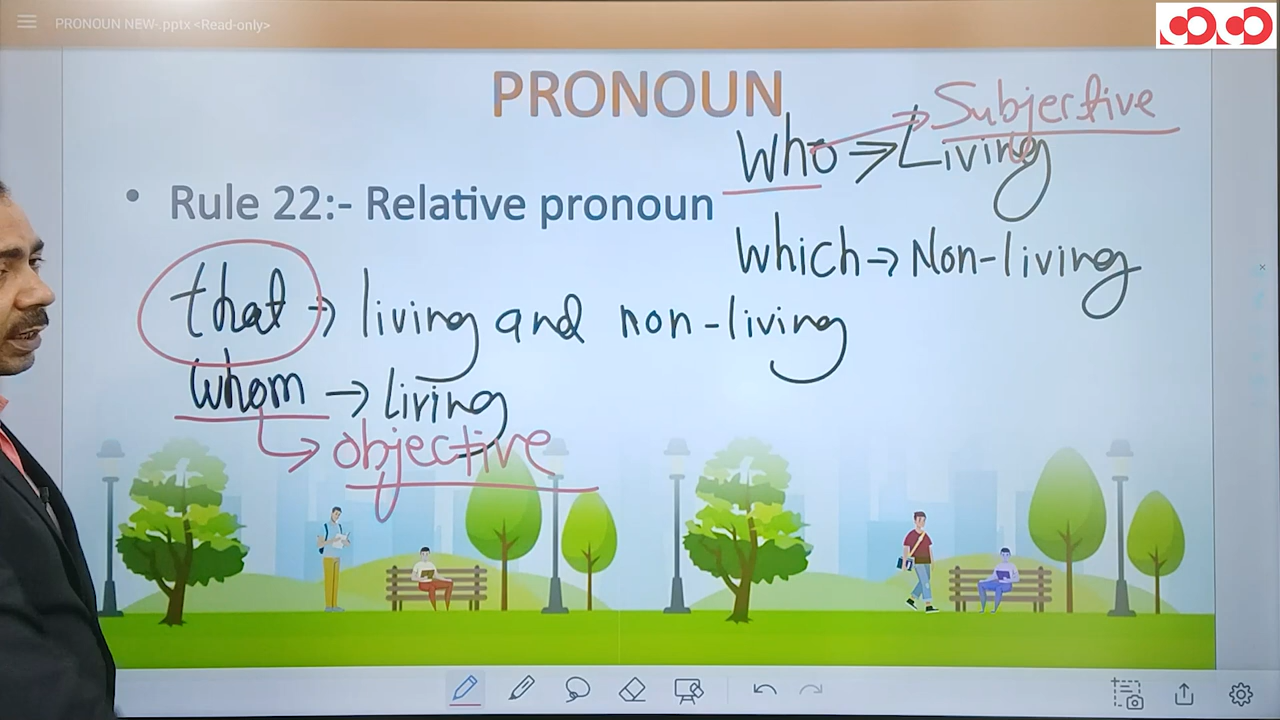 PRONOUN NEW-.pptx <Read-only>
PRONOUN
Subjective
Who → Living
• Rule 22:- Relative pronoun
Which → Non-living
that → living and non-living
whom → Living
objective